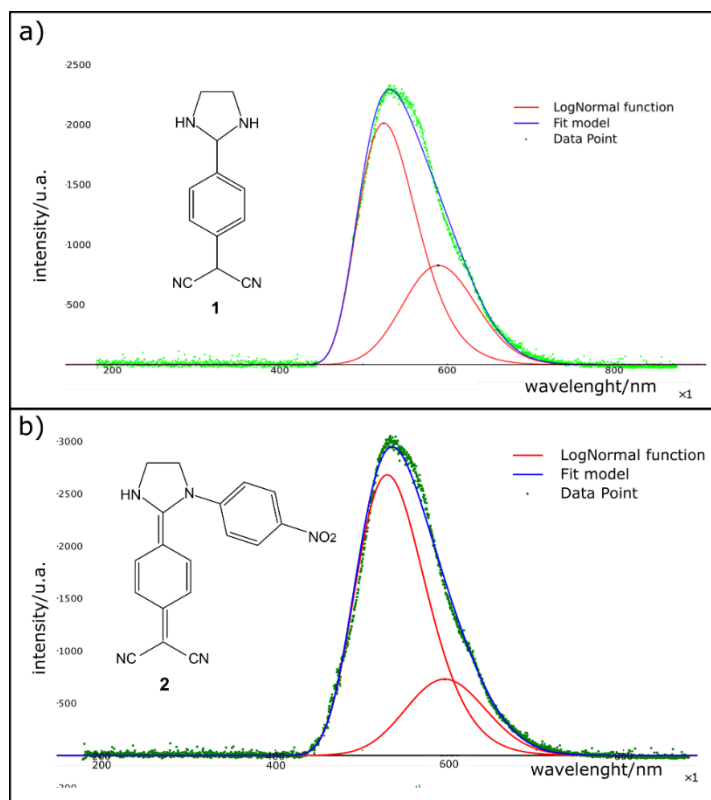 a)
2500
2000
1500
1000
500
intensity/u.a.
HN
NH
NC
CN
1
LogNormal function
Fit model
Data Point
200
400
600
800
wavelenght/nm
×1
b)
3000
2500
2000
1500
1000
500
intensity/u.a.
HN
N
NO2
NC
CN
2
LogNormal function
Fit model
Data Point
200
400
600
800
wavelenght/nm
×1